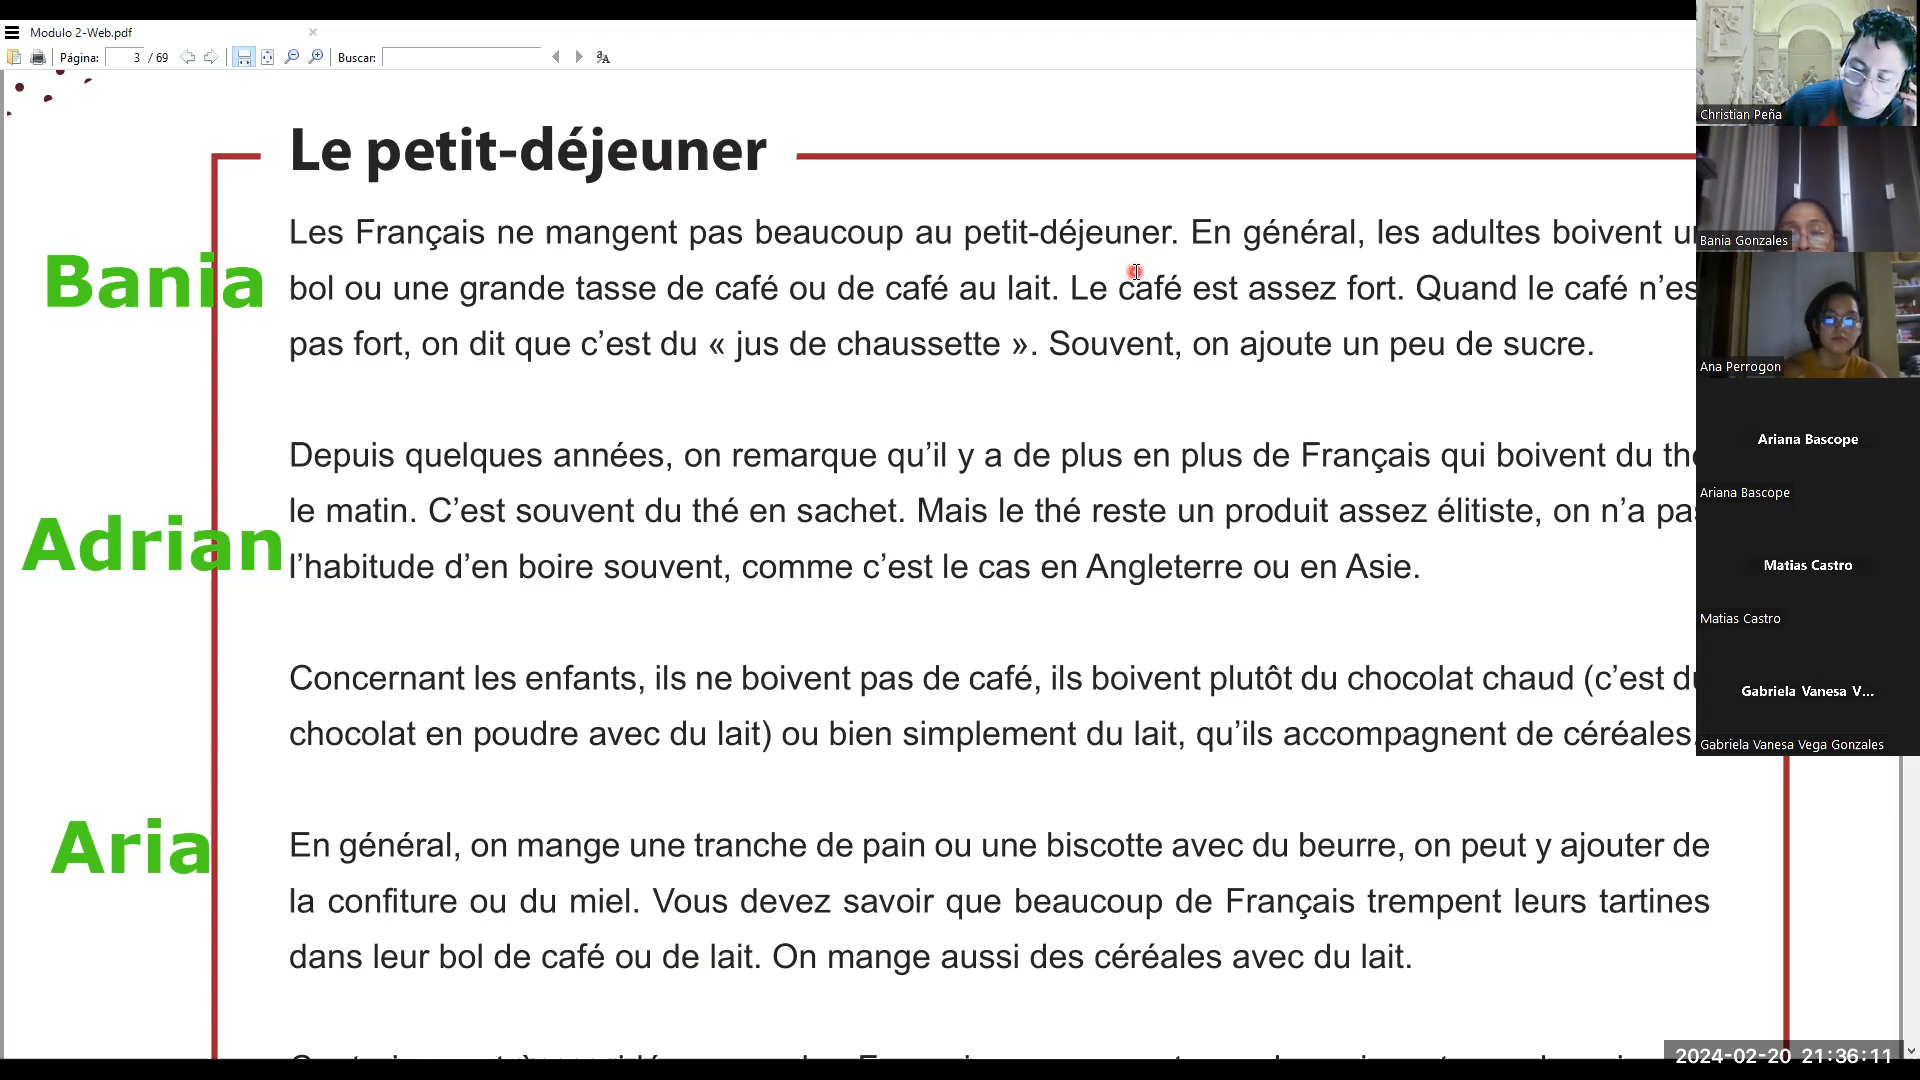 Modulo 2-Web.pdf
Página: 3 / 69 Buscar:
Le petit-déjeuner
Les Français ne mangent pas beaucoup au petit-déjeuner. En général, les adultes boivent
bol ou une grande tasse de café ou de café au lait. Le café est assez fort. Quand le café
pas fort, on dit que c’est du « jus de chaussette ». Souvent, on ajoute un peu de sucre.
Bania
Depuis quelques années, on remarque qu’il y a de plus en plus de Français qui boivent du
le matin. C’est souvent du thé en sachet. Mais le thé reste un produit assez élitiste, on n’a
l’habitude d’en boire souvent, comme c’est le cas en Angleterre ou en Asie.
Adrian
Concernant les enfants, ils ne boivent pas de café, ils boivent plutôt du chocolat chaud (c’est
chocolat en poudre avec du lait) ou bien simplement du lait, qu’ils accompagnent de céréales.
En général, on mange une tranche de pain ou une biscotte avec du beurre, on peut y ajouter de
la confiture ou du miel. Vous devez savoir que beaucoup de Français trempent leurs tartines
dans leur bol de café ou de lait. On mange aussi des céréales avec du lait.
Aria
Christian Peña
Bania Gonzales
Ana Perrogon
Ariana Bascope
Ariana Bascope
Matias Castro
Matias Castro
Gabriela Vanesa V...
Gabriela Vanesa Vega Gonzales
2024-02-20 21:36:11